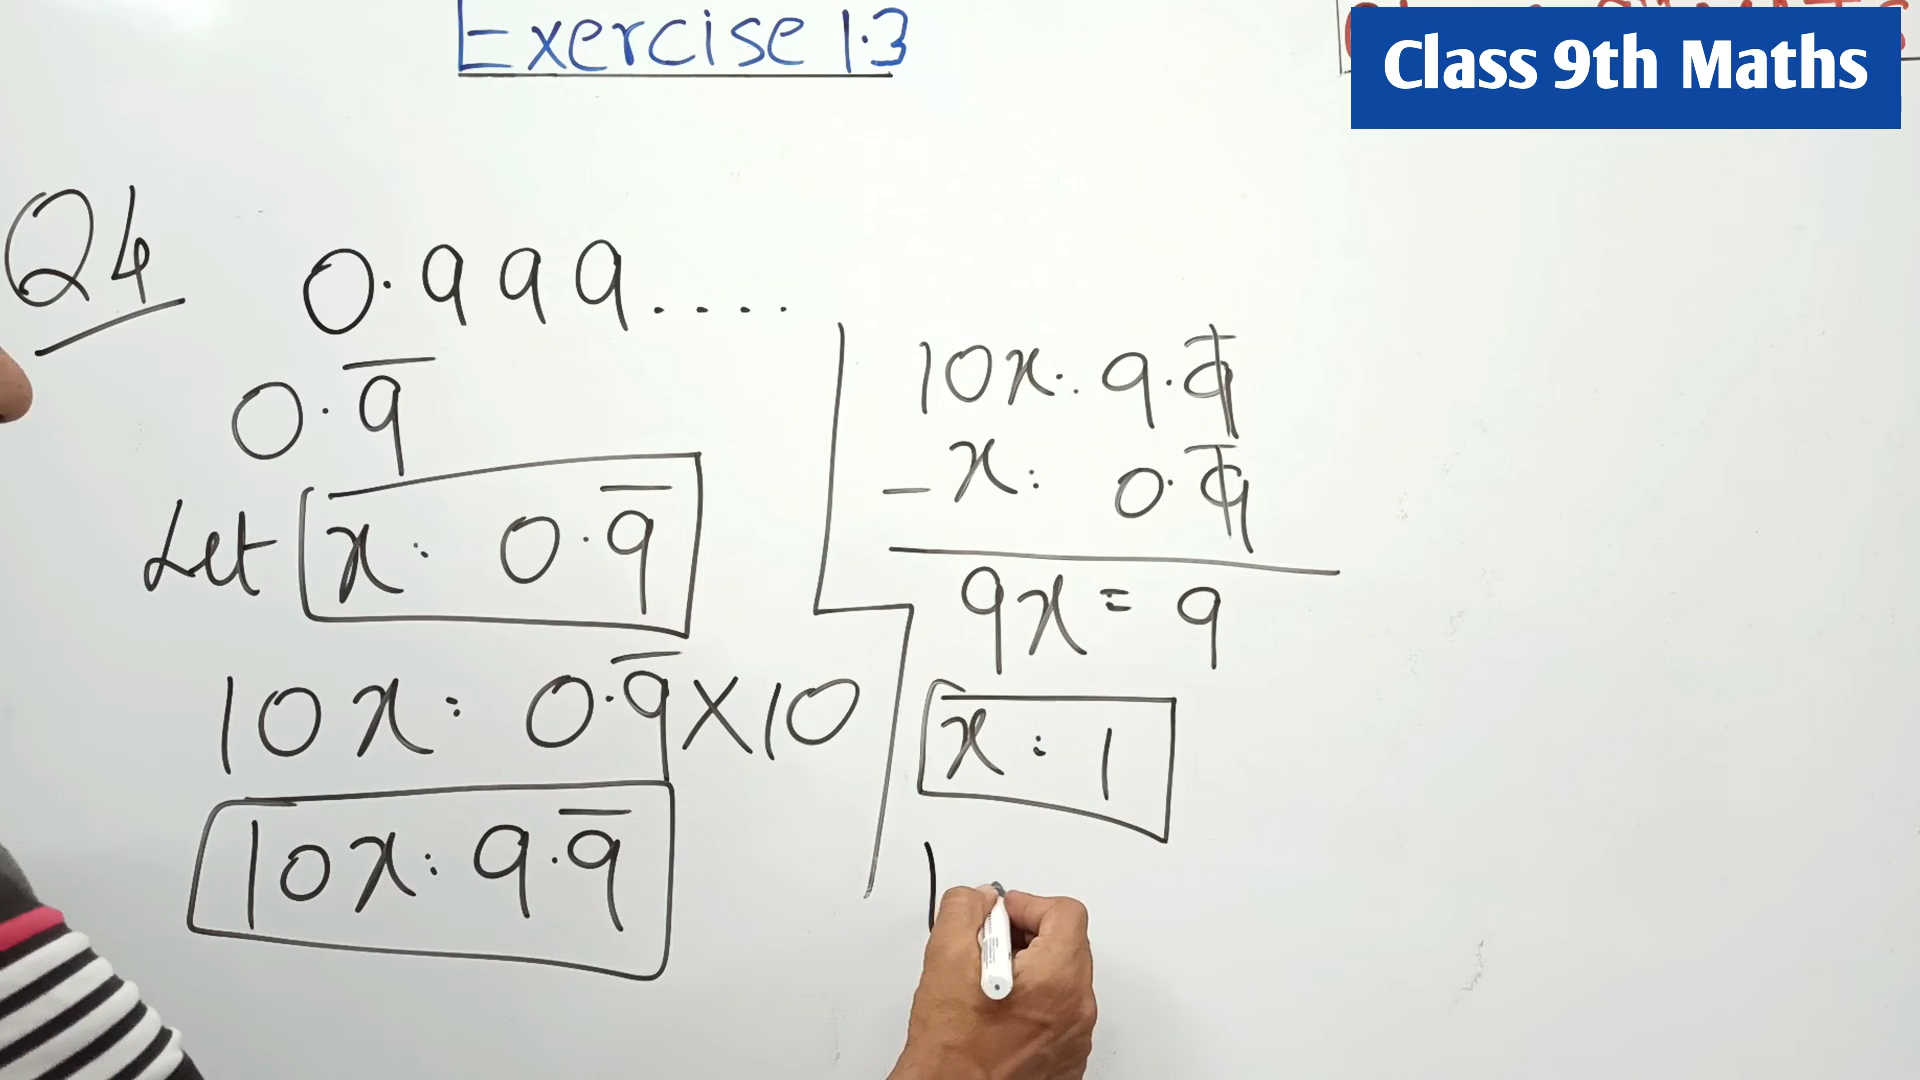 Exercise 1.3
Class 9th Maths
Q4
0.999....
0.9̅
Let x = 0.9̅
10x = 0.9̅ × 10
10x = 9.9̅
10x = 9.9̅
- x = 0.9̅
9x = 9
x = 1
1